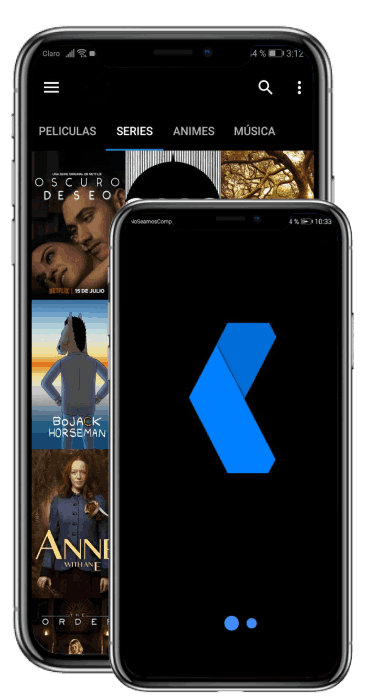 Claro
54 % 3:12
PELICULAS SERIES ANIMES MÚSICA
UNA SERIE ORIGINAL DE NETFLIX
OSCURO
DESEO
NETFLIX | 15 DE JULIO
BOJACK
HORSEMAN
ANNE
WITH AN E
THE
ORDER
NoSeamosComp
4 % 10:33